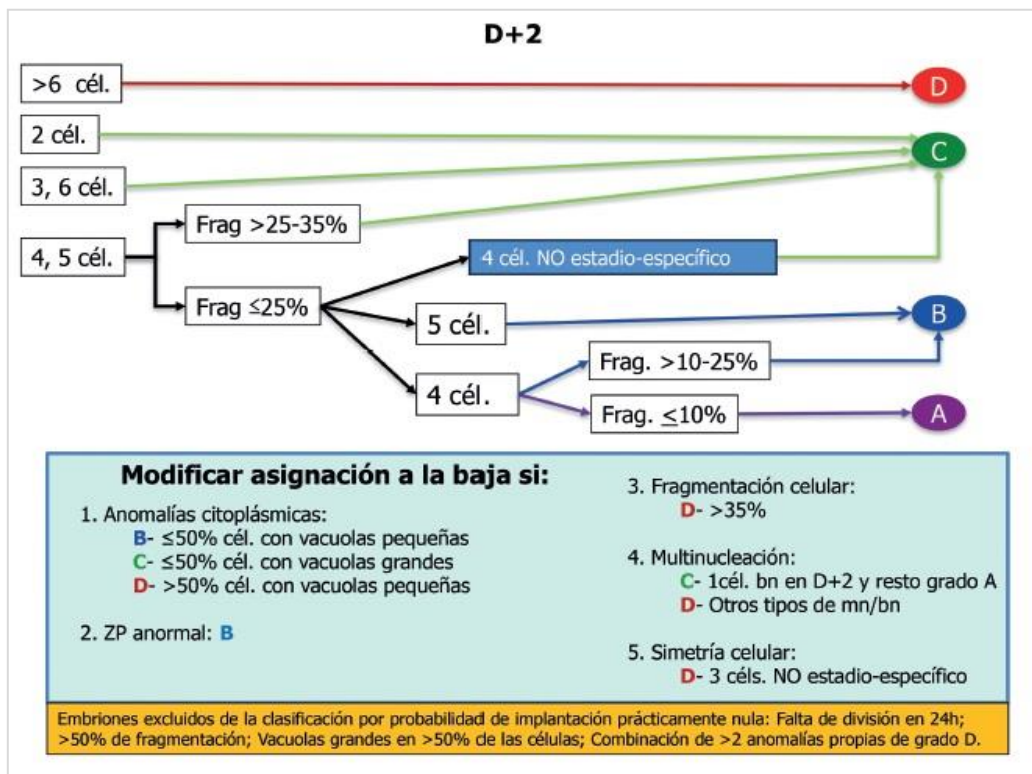 D+2
>6 cél.
D
2 cél.
C
3, 6 cél.
Frag >25-35%
4, 5 cél.
4 cél. NO estadio-específico
Frag ≤25%
5 cél.
B
Frag. >10-25%
4 cél.
Frag. ≤10%
A
Modificar asignación a la baja si:
1. Anomalías citoplásmicas:
B- ≤50% cél. con vacuolas pequeñas
C- ≤50% cél. con vacuolas grandes
D- >50% cél. con vacuolas pequeñas
2. ZP anormal: B
3. Fragmentación celular:
D- >35%
4. Multinucleación:
C- 1cél. bn en D+2 y resto grado A
D- Otros tipos de mn/bn
5. Simetría celular:
D- 3 céls. NO estadio-específico
Embriones excluidos de la clasificación por probabilidad de implantación prácticamente nula: Falta de división en 24h;
>50% de fragmentación; Vacuolas grandes en >50% de las células; Combinación de >2 anomalías propias de grado D.